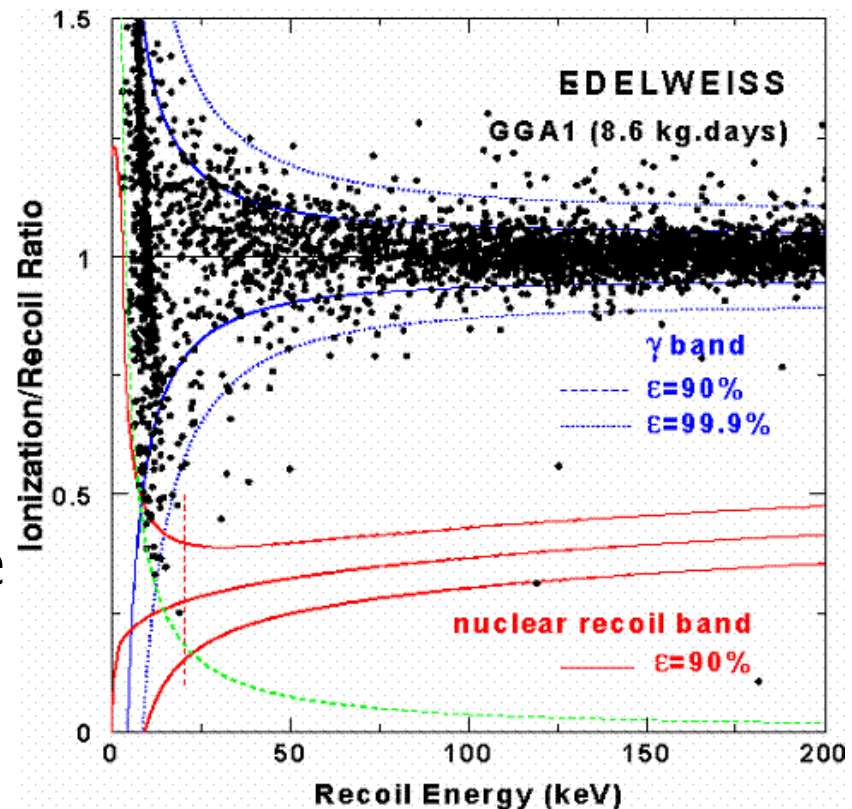 1.5
1
0.5
0
Ionization/Recoil Ratio
EDELWEISS
GGA1 (8.6 kg.days)
γ band
ε=90%
ε=99.9%
nuclear recoil band
ε=90%
0
50
100
150
200
Recoil Energy (keV)
e